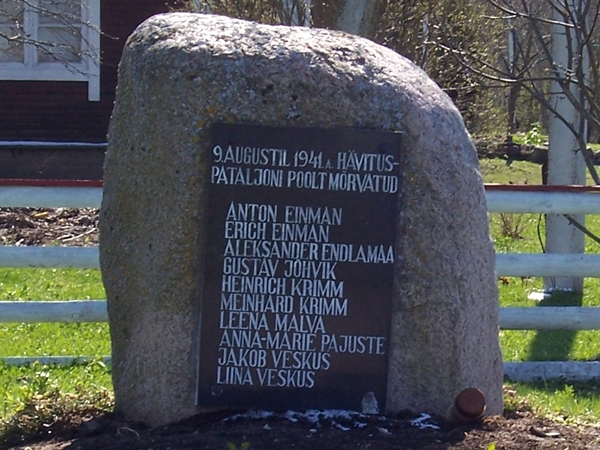 9. AUGUSTIL 1941.A. HÄVITUS-
PATALJONI POOLT MÕRVATUD
ANTON EINMAN
ERICH EINMAN
ALEKSANDER ENDLAMAA
GUSTAV JÕHVIK
HEINRICH KRIMM
MEINHARD KRIMM
LEENA MALVA
ANNA-MARIE PAJUSTE
JAKOB VESKUS
LIINA VESKUS